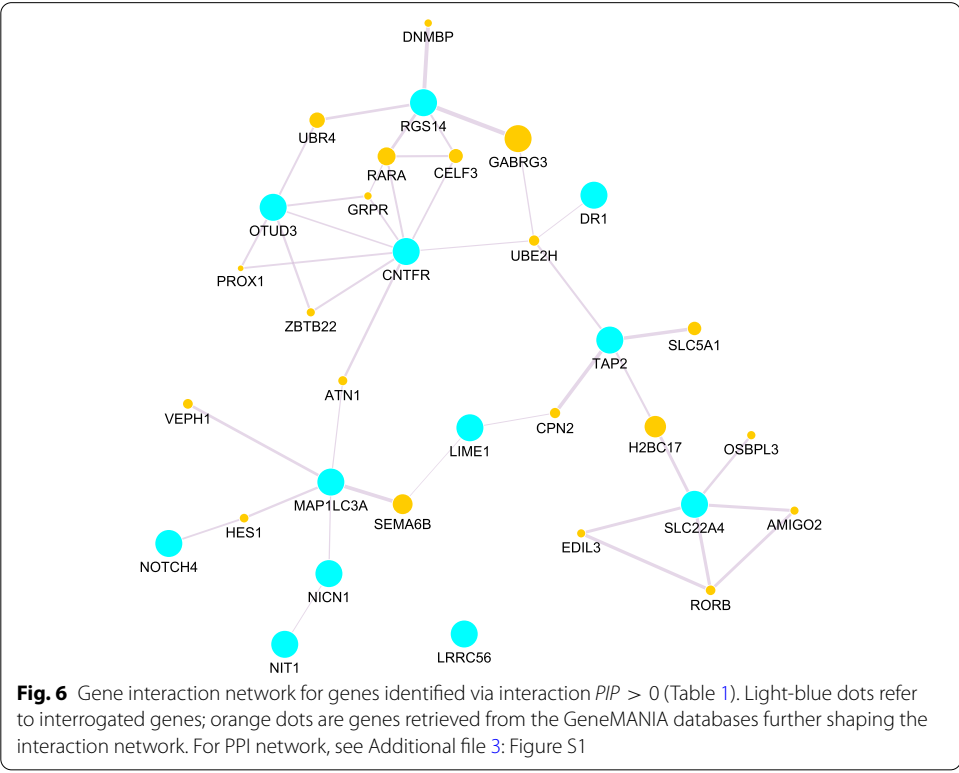 DNMBP
RGS14
UBR4
GABRG3
RARA
CELF3
GRPR
DR1
OTUD3
UBE2H
CNTFR
PROX1
ZBTB22
SLC5A1
TAP2
ATN1
VEPH1
CPN2
LIME1
H2BC17
OSBPL3
MAP1LC3A
SEMA6B
SLC22A4
AMIGO2
HES1
EDIL3
NOTCH4
NICN1
RORB
LRRC56
NIT1
Fig. 6 Gene interaction network for genes identified via interaction PIP > 0 (Table 1). Light-blue dots refer
to interrogated genes; orange dots are genes retrieved from the GeneMANIA databases further shaping the
interaction network. For PPI network, see Additional file 3: Figure S1